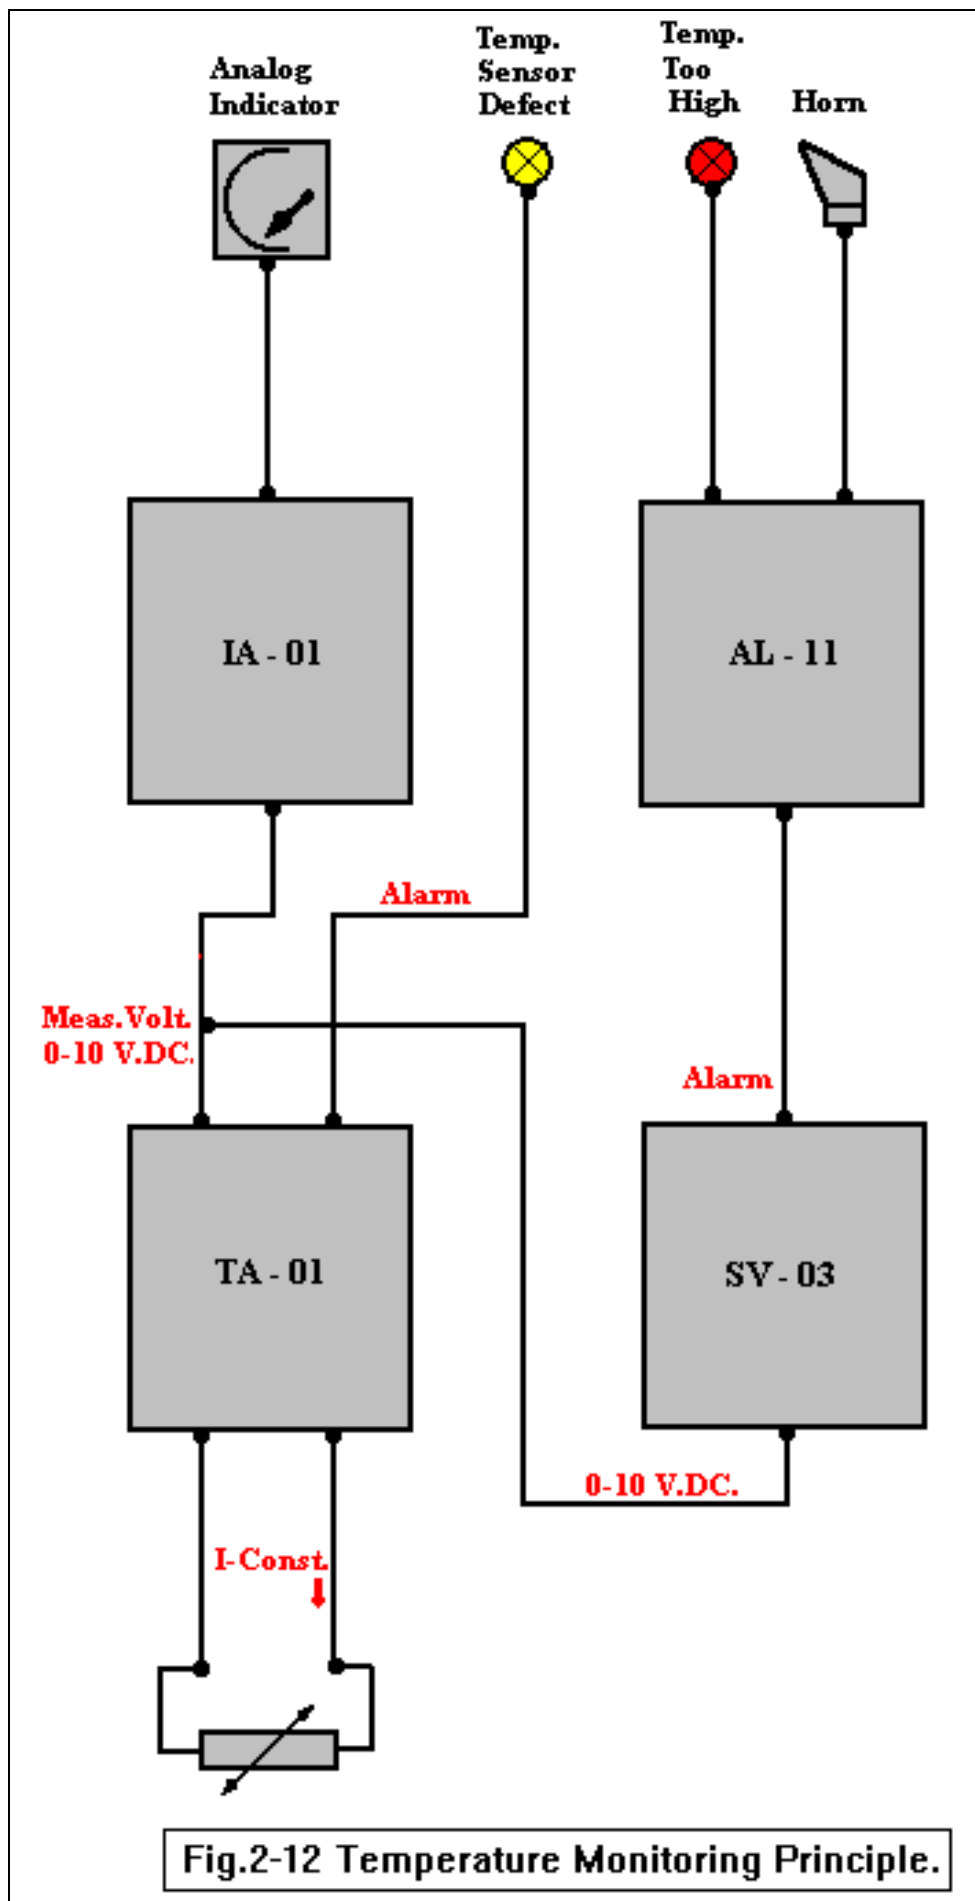 Analog
Indicator
Temp.
Sensor
Defect
Temp.
Too
High
Horn
IA - 01
AL - 11
Alarm
Meas.Volt.
0-10 V.DC.
Alarm
TA - 01
SV - 03
0-10 V.DC.
I-Const.
Fig.2-12 Temperature Monitoring Principle.